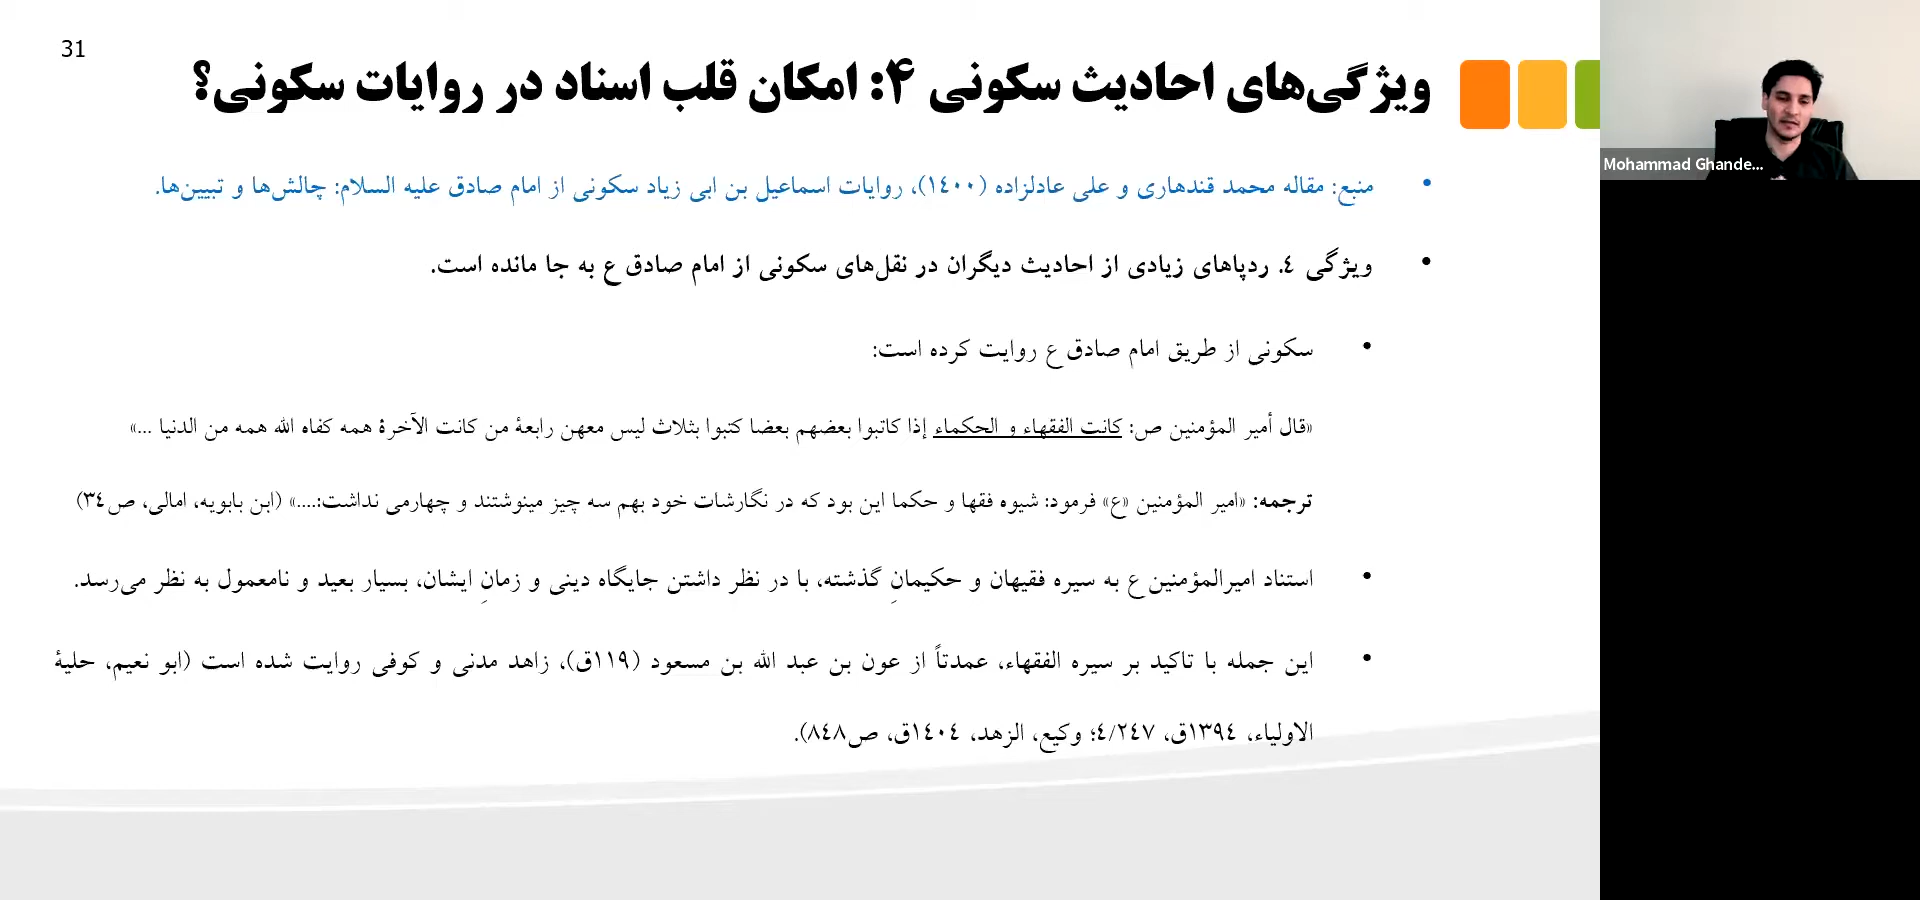 31
ویژگی‌های احادیث سکونی ۴: امکان قلب اسناد در روایات سکونی؟
• منبع: مقاله محمد قندهاری و علی عادلزاده (۱٤۰۰)، روایات اسماعیل بن ابی زیاد سکونی از امام صادق علیه السلام: چالش‌ها و تبیین‌ها.
• ویژگی ٤. ردپاهای زیادی از احادیث دیگران در نقل‌های سکونی از امام صادق ع به جا مانده است.
• سکونی از طریق امام صادق ع روایت کرده است:
«قال أمیر المؤمنین ص: کانت الفقهاء و الحکماء إذا کاتبوا بعضهم بعضا کتبوا بثلاث لیس معهن رابعة من کانت الآخرة همه کفاه الله همه من الدنیا ...»
ترجمه: «امیر المؤمنین «ع» فرمود: شیوه فقها و حکما این بود که در نگارشات خود بهم سه چیز مینوشتند و چهارمی نداشت:....» (ابن بابویه، امالی، ص۳٤)
• استناد امیرالمؤمنین ع به سیره فقیهان و حکیمانِ گذشته، با در نظر داشتن جایگاه دینی و زمانِ ایشان، بسیار بعید و نامعمول به نظر می‌رسد.
• این جمله با تاکید بر سیره الفقهاء، عمدتاً از عون بن عبد الله بن مسعود (۱۱۹ق)، زاهد مدنی و کوفی روایت شده است (ابو نعیم، حلیة
الاولیاء، ۱۳۹٤ق، ٤/۲٤۷؛ وکیع، الزهد، ۱٤۰٤ق، ص۸٤۸).
Mohammad Ghande...